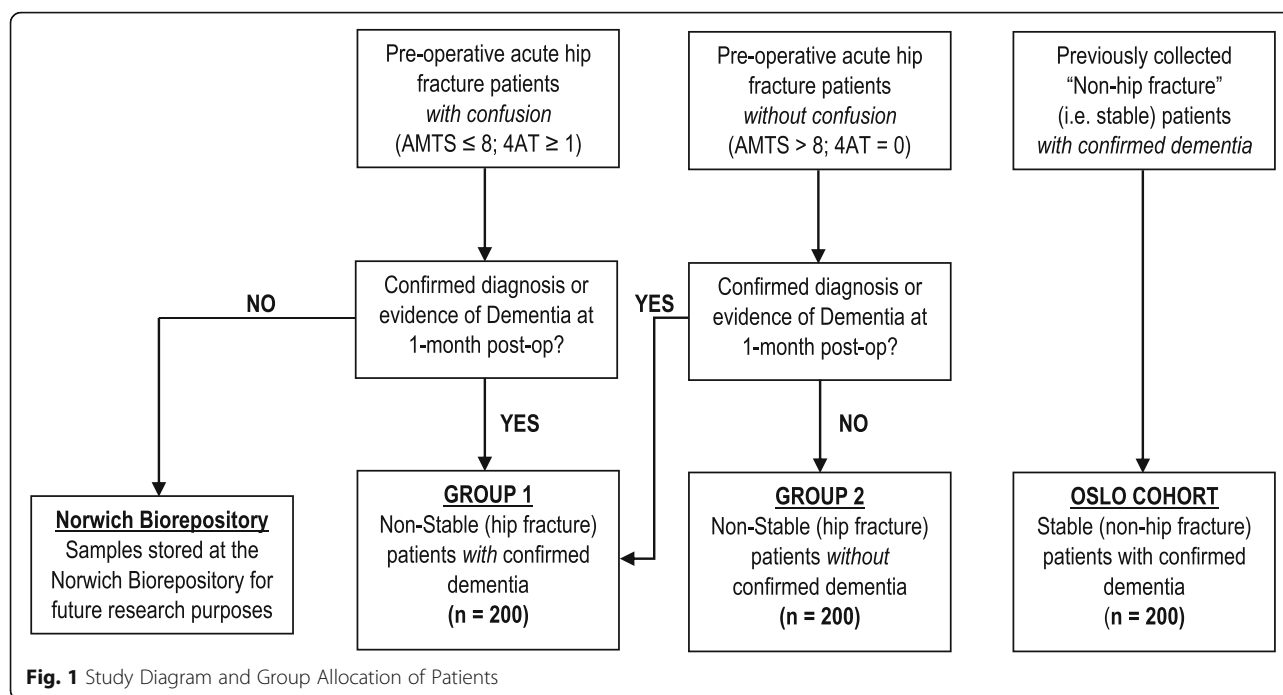 Pre-operative acute hip
fracture patients
with confusion
(AMTS ≤ 8; 4AT ≥ 1)
Pre-operative acute hip
fracture patients
without confusion
(AMTS > 8; 4AT = 0)
Previously collected
“Non-hip fracture”
(i.e. stable) patients
with confirmed dementia
Confirmed diagnosis or
evidence of Dementia at
1-month post-op?
Confirmed diagnosis or
evidence of Dementia at
1-month post-op?
NO
YES
YES
NO
Norwich Biorepository
Samples stored at the
Norwich Biorepository for
future research purposes
GROUP 1
Non-Stable (hip fracture)
patients with confirmed
dementia
(n = 200)
GROUP 2
Non-Stable (hip fracture)
patients without
confirmed dementia
(n = 200)
OSLO COHORT
Stable (non-hip fracture)
patients with confirmed
dementia
(n = 200)
Fig. 1 Study Diagram and Group Allocation of Patients